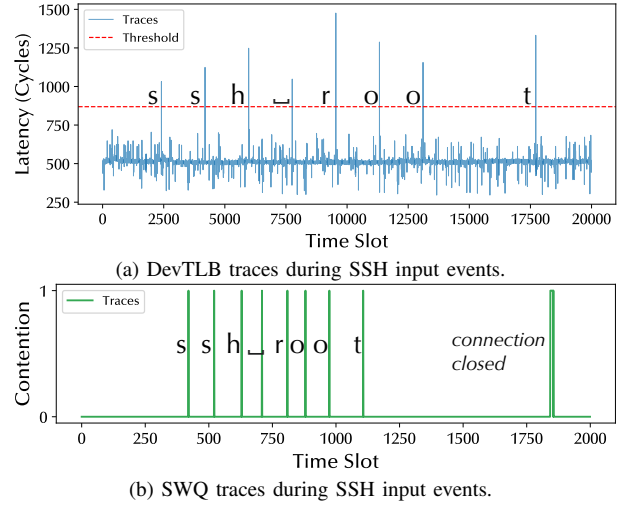 1500
1250
1000
750
500
250
Latency (Cycles)
Traces
Threshold
s s h ␣ r o o t
0 2500 5000 7500 10000 12500 15000 17500 20000
Time Slot
(a) DevTLB traces during SSH input events.
1
0
Contention
Traces
s s h ␣ r o o t
connection
closed
0 250 500 750 1000 1250 1500 1750 2000
Time Slot
(b) SWQ traces during SSH input events.